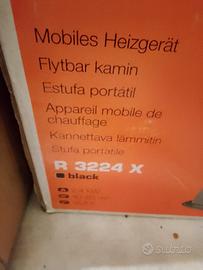 Mobiles Heizgerät
Flytbar kamin
Estufa portátil
Appareil mobile de
chauffage
Kannettava lämmitin
Stufa portatile
R 3224 X
black
Subito